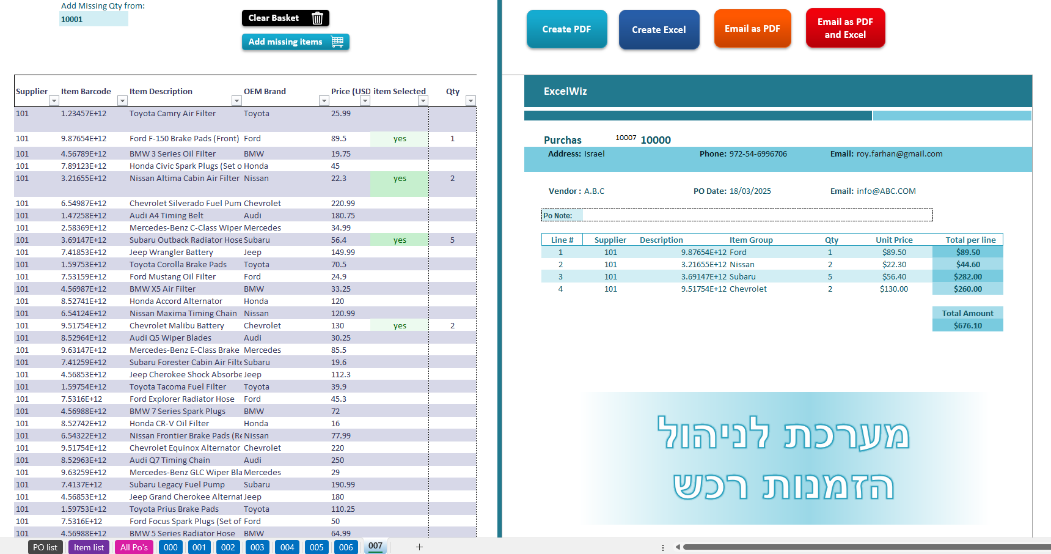 Add Missing Qty from:
10001
Clear Basket
Add missing items
Create PDF
Create Excel
Email as PDF
Email as PDF
and Excel
Supplier Item Barcode Item Description OEM Brand Price (USD item Selected Qty
101 1.23457E+12 Toyota Camry Air Filter Toyota 25.99
101 9.87654E+12 Ford F-150 Brake Pads (Front) Ford 89.5 yes 1
101 4.56789E+12 BMW 3 Series Oil Filter BMW 19.75
101 7.89123E+12 Honda Civic Spark Plugs (Set o Honda 45
101 3.21655E+12 Nissan Altima Cabin Air Filter Nissan 22.3 yes 2
101 6.54987E+12 Chevrolet Silverado Fuel Pum Chevrolet 220.99
101 1.47258E+12 Audi A4 Timing Belt Audi 180.75
101 2.58369E+12 Mercedes-Benz C-Class Wiper Mercedes 34.99
101 3.69147E+12 Subaru Outback Radiator Hose Subaru 56.4 yes 5
101 7.41853E+12 Jeep Wrangler Battery Jeep 149.99
101 1.59753E+12 Toyota Corolla Brake Pads Toyota 70.5
101 7.53159E+12 Ford Mustang Oil Filter Ford 24.9
101 4.56987E+12 BMW X5 Air Filter BMW 33.25
101 8.52741E+12 Honda Accord Alternator Honda 120
101 6.54124E+12 Nissan Maxima Timing Chain Nissan 120.99
101 9.51754E+12 Chevrolet Malibu Battery Chevrolet 130 yes 2
101 8.52964E+12 Audi Q5 Wiper Blades Audi 30.25
101 9.63147E+12 Mercedes-Benz E-Class Brake Mercedes 85.5
101 7.41259E+12 Subaru Forester Cabin Air Filte Subaru 19.6
101 4.56853E+12 Jeep Cherokee Shock Absorbe Jeep 112.3
101 1.59754E+12 Toyota Tacoma Fuel Filter Toyota 39.9
101 7.5316E+12 Ford Explorer Radiator Hose Ford 45.3
101 4.56988E+12 BMW 7 Series Spark Plugs BMW 72
101 8.52742E+12 Honda CR-V Oil Filter Honda 16
101 6.54322E+12 Nissan Frontier Brake Pads (Re Nissan 77.99
101 9.51754E+12 Chevrolet Equinox Alternator Chevrolet 220
101 8.52963E+12 Audi Q7 Timing Chain Audi 250
101 9.63259E+12 Mercedes-Benz GLC Wiper Bla Mercedes 29
101 7.4137E+12 Subaru Legacy Fuel Pump Subaru 190.99
101 4.56853E+12 Jeep Grand Cherokee Alternat Jeep 180
101 1.59753E+12 Toyota Prius Brake Pads Toyota 110.25
101 7.5316E+12 Ford Focus Spark Plugs (Set of Ford 50
101 4.56988E+12 BMW 5 Series Radiator Hose BMW 64.99
ExcelWiz
Purchas 10007 10000
Address: Israel Phone: 972-54-6996706 Email: roy.farhan@gmail.com
Vendor : A.B.C PO Date: 18/03/2025 Email: info@ABC.COM
Po Note:
Line # Supplier Description Item Group Qty Unit Price Total per line
1 101 9.87654E+12 Ford 1 $89.50 $89.50
2 101 3.21655E+12 Nissan 2 $22.30 $44.60
3 101 3.69147E+12 Subaru 5 $56.40 $282.00
4 101 9.51754E+12 Chevrolet 2 $130.00 $260.00
Total Amount
$676.10
מערכת לניהול
הזמנות רכש
PO list Item list All Po's 000 001 002 003 004 005 006 007